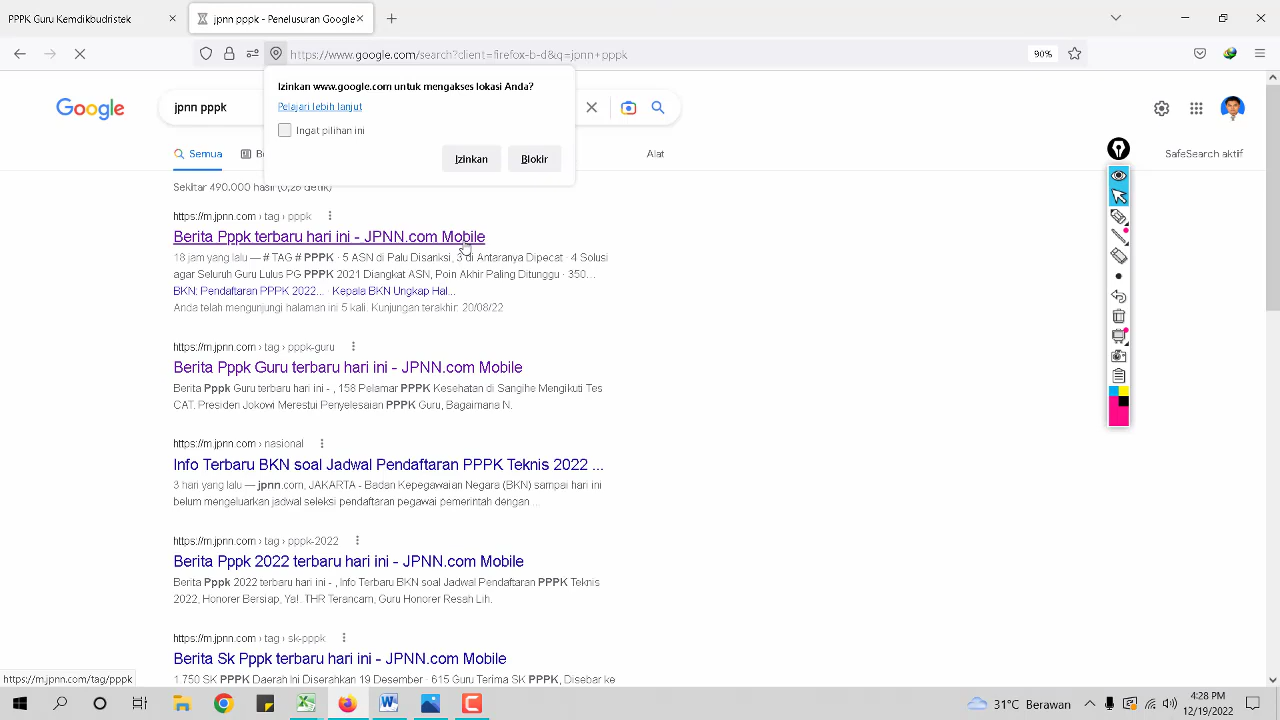 PPPK Guru Kemdikbudristek
jpnn pppk - Penelusuran Google
https://www.google.com/search?client=firefox-b-d&q=jpnn+pppk
90%
Izinkan www.google.com untuk mengakses lokasi Anda?
Pelajari lebih lanjut
Ingat pilihan ini
Izinkan
Blokir
Google
jpnn pppk
Semua
Alat
SafeSearch aktif
Sekitar 490.000 hasil (0,26 detik)
https://m.jpnn.com › tag › pppk
Berita Pppk terbaru hari ini - JPNN.com Mobile
18 jam yang lalu — # TAG # PPPK · 5 ASN di Palu Disanksi, 3 di Antaranya Dipecat · 4 Solusi
agar Seluruh Guru Lulus PG PPPK 2021 Diangkat ASN, Poin Akhir Paling Ditunggu · 350...
BKN: Pendaftaran PPPK 2022... · Kepala BKN Ungkap Hal...
Anda telah mengunjungi halaman ini 5 kali. Kunjungan terakhir: 20/08/22
https://m.jpnn.com › tag › pppk-guru
Berita Pppk Guru terbaru hari ini - JPNN.com Mobile
Berita Pppk Guru terbaru hari ini - , 156 Pelamar PPPK Kesehatan di Sangihe Mengikuti Tes
CAT. Presiden Jokowi Merestui Penyelesaian PPPK Guru, Bagaimana N.
https://m.jpnn.com › nasional
Info Terbaru BKN soal Jadwal Pendaftaran PPPK Teknis 2022 ...
3 hari yang lalu — jpnn.com, JAKARTA - Badan Kepegawaian Negara (BKN) sampai hari ini
belum mengeluarkan jadwal seleksi pendaftaran pegawai pemerintah dengan ...
https://m.jpnn.com › tag › pppk-2022
Berita Pppk 2022 terbaru hari ini - JPNN.com Mobile
Berita Pppk 2022 terbaru hari ini - , Info Terbaru BKN soal Jadwal Pendaftaran PPPK Teknis
2022, Honorer Bersiap, Ya!. THR Terancam, Guru Honorer Resah Lih.
https://m.jpnn.com › tag › sk-pppk
Berita Sk Pppk terbaru hari ini - JPNN.com Mobile
1.750 SK PPPK Daerah Ini Diserahkan 19 Desember · 615 Guru Terima SK PPPK, Disebar ke
https://m.jpnn.com/tag/pppk
31°C Berawan
4:28 PM
12/19/2022